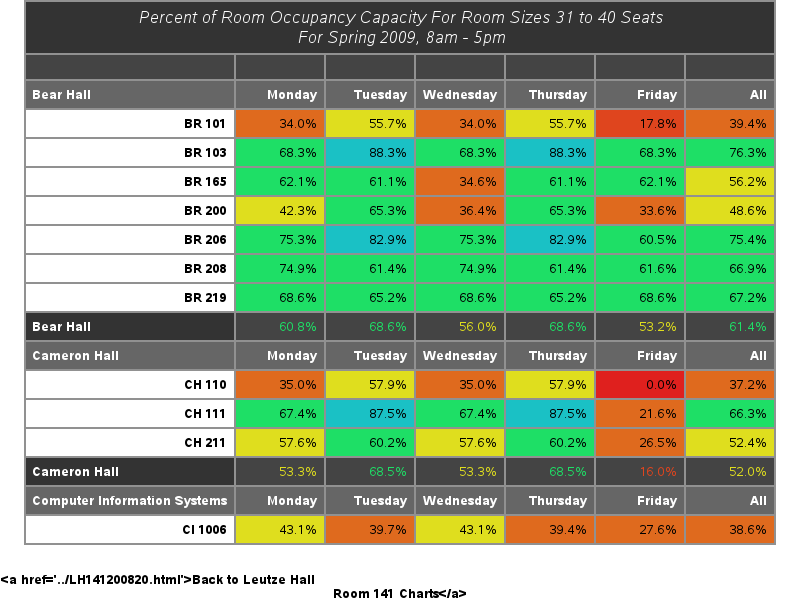 Percent of Room Occupancy Capacity For Room Sizes 31 to 40 Seats
For Spring 2009, 8am - 5pm
Bear Hall Monday Tuesday Wednesday Thursday Friday All
BR 101 34.0% 55.7% 34.0% 55.7% 17.8% 39.4%
BR 103 68.3% 88.3% 68.3% 88.3% 68.3% 76.3%
BR 165 62.1% 61.1% 34.6% 61.1% 62.1% 56.2%
BR 200 42.3% 65.3% 36.4% 65.3% 33.6% 48.6%
BR 206 75.3% 82.9% 75.3% 82.9% 60.5% 75.4%
BR 208 74.9% 61.4% 74.9% 61.4% 61.6% 66.9%
BR 219 68.6% 65.2% 68.6% 65.2% 68.6% 67.2%
Bear Hall 60.8% 68.6% 56.0% 68.6% 53.2% 61.4%
Cameron Hall Monday Tuesday Wednesday Thursday Friday All
CH 110 35.0% 57.9% 35.0% 57.9% 0.0% 37.2%
CH 111 67.4% 87.5% 67.4% 87.5% 21.6% 66.3%
CH 211 57.6% 60.2% 57.6% 60.2% 26.5% 52.4%
Cameron Hall 53.3% 68.5% 53.3% 68.5% 16.0% 52.0%
Computer Information Systems Monday Tuesday Wednesday Thursday Friday All
CI 1006 43.1% 39.7% 43.1% 39.4% 27.6% 38.6%
<a href='../LH141200820.html'>Back to Leutze Hall
Room 141 Charts</a>